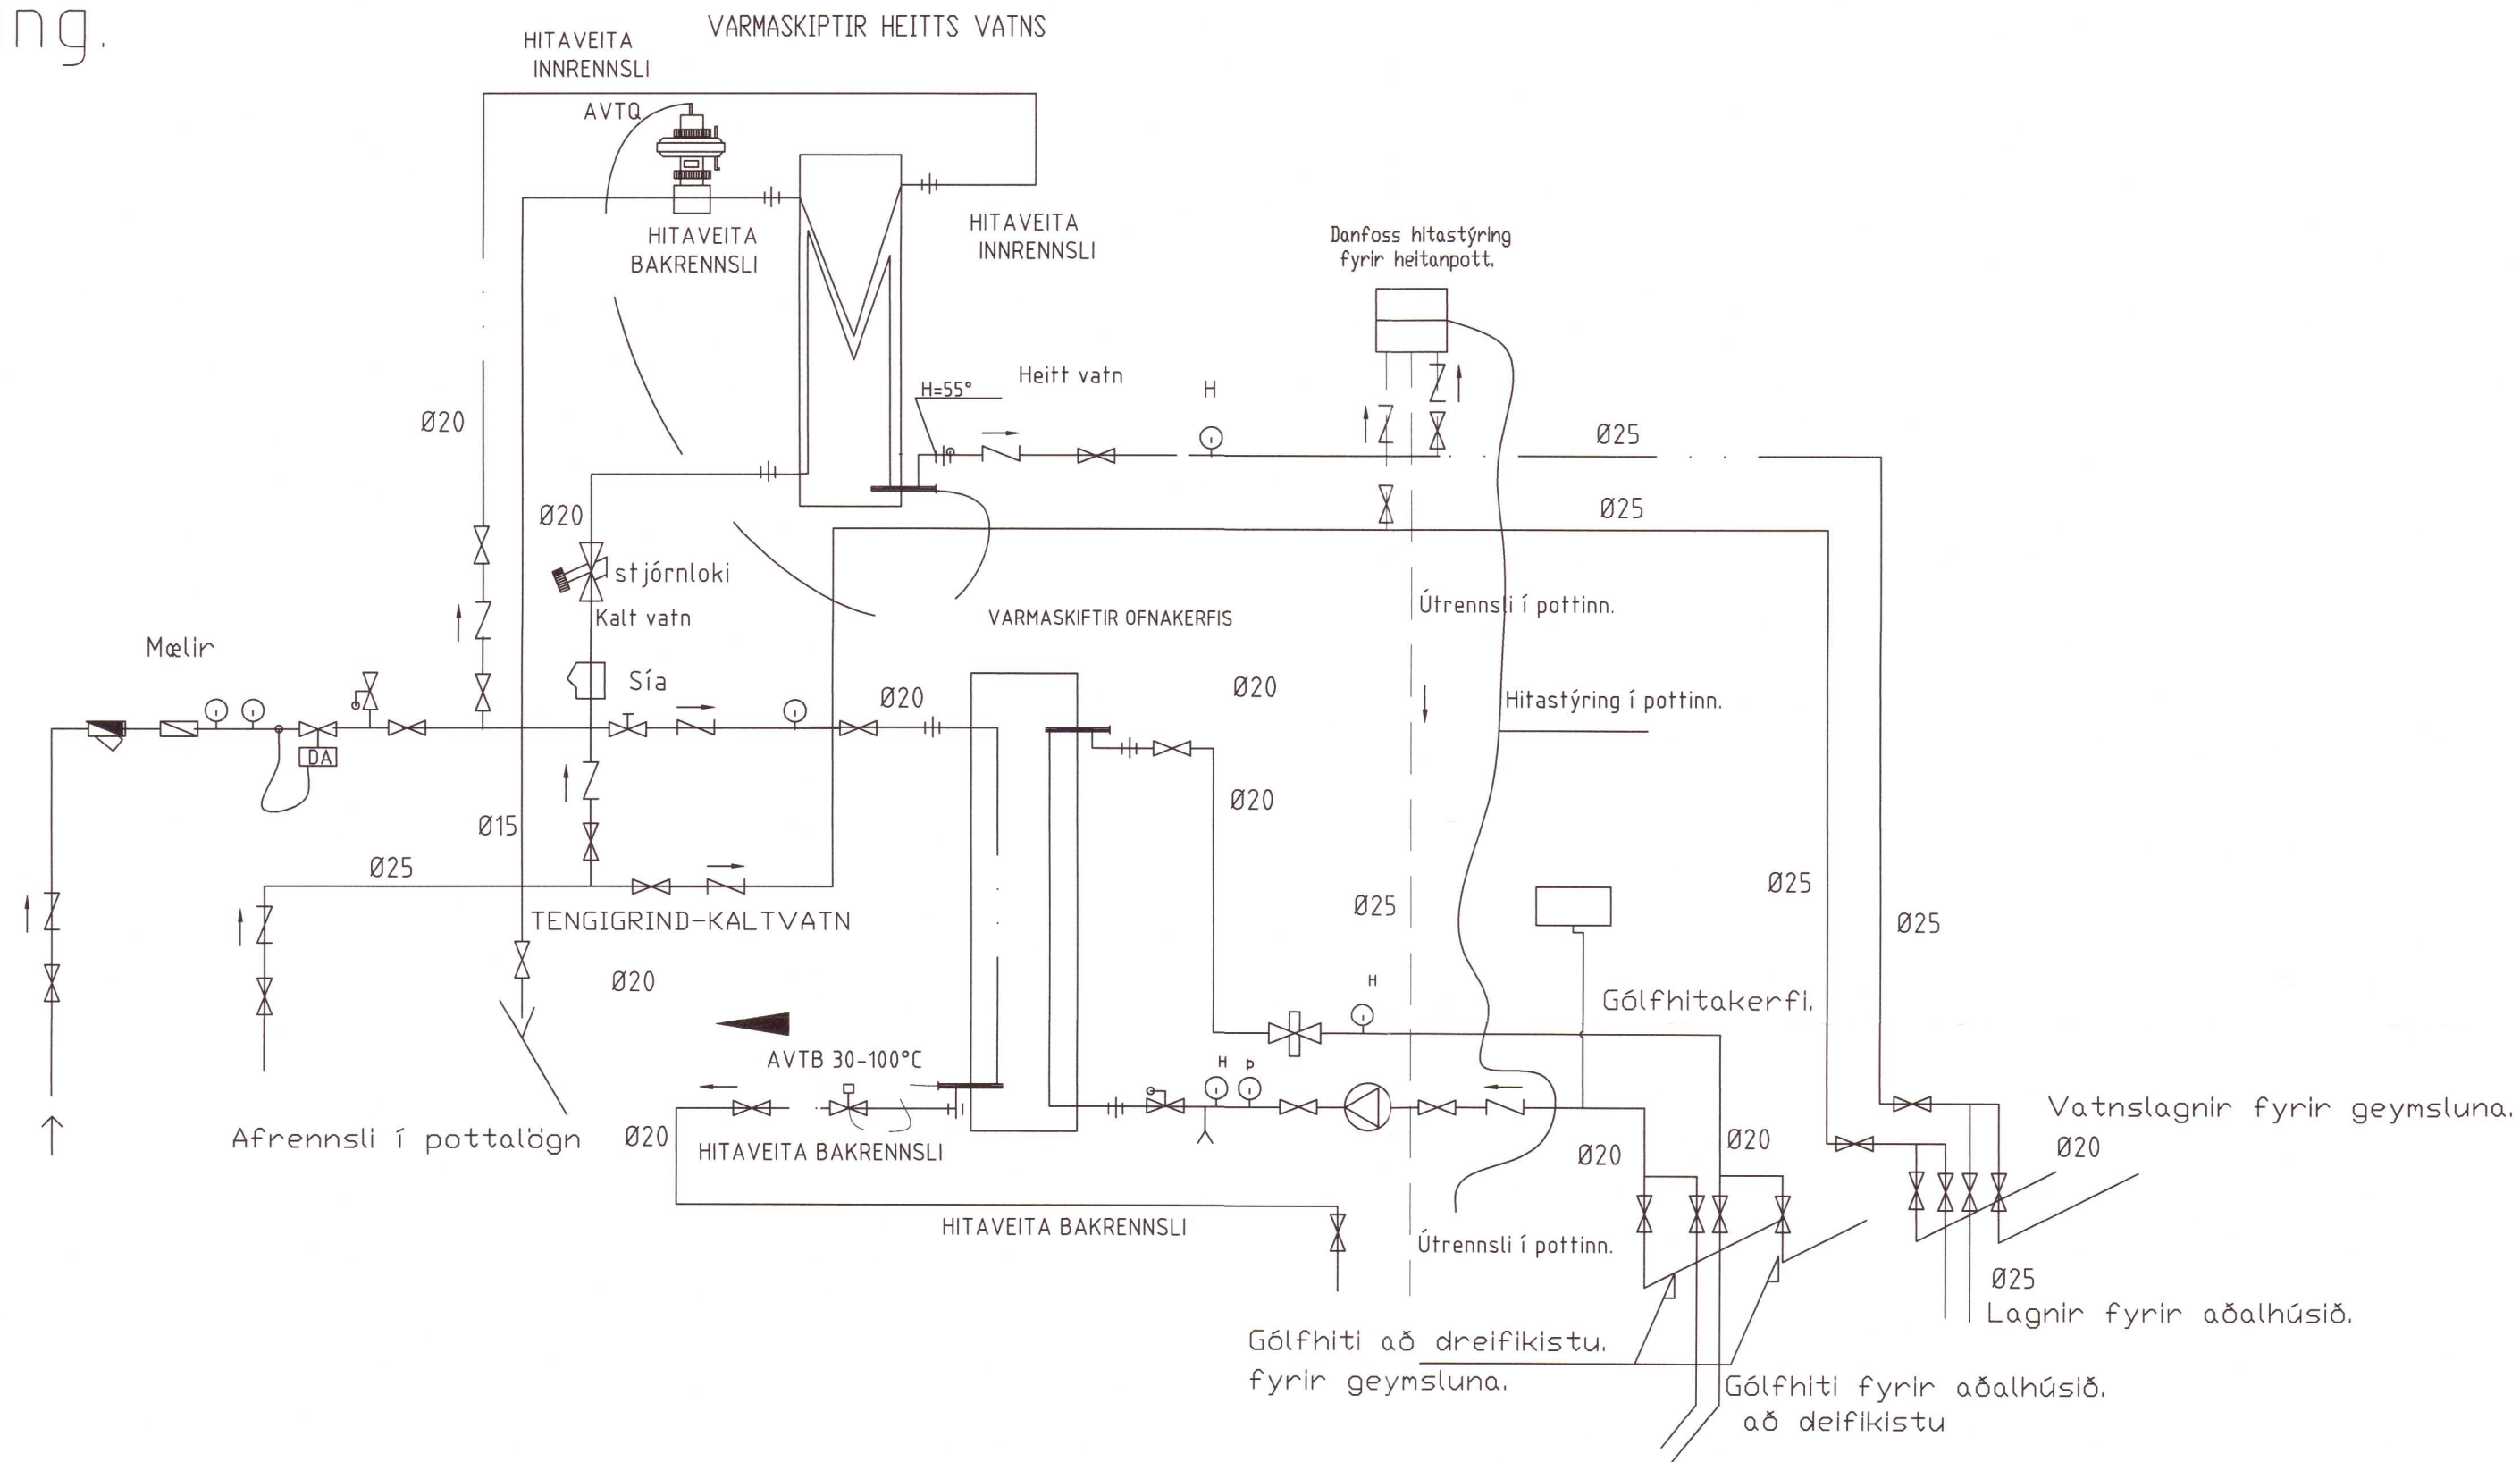 ng.
VARMASKIPTIR HEITTS VATNS
HITAVEITA
INNRENNSLI
AVTQ
HITAVEITA
BAKRENNSLI
HITAVEITA
INNRENNSLI
Danfoss hitastýring
fyrir heitanpott.
H=55°
Heitt vatn
H
Ø20
Ø25
Ø20
Ø25
stjórnloki
Kalt vatn
Útrennsli í pottinn.
VARMASKIFTIR OFNAKERFIS
Mælir
Sía
Ø20
Ø20
Hitastýring í pottinn.
DA
Ø20
Ø15
Ø25
Ø25
Ø25
Ø25
TENGIGRIND-KALTVATN
Ø20
H
Gólfhitakerfi.
AVTB 30-100°C
H
p
Vatnslagnir fyrir geymsluna.
Ø20
Afrennsli í pottalögn
Ø20
HITAVEITA BAKRENNSLI
Ø20
Ø20
HITAVEITA BAKRENNSLI
Útrennsli í pottinn.
Ø25
Lagnir fyrir aðalhúsið.
Gólfhiti að dreifikistu.
fyrir geymsluna.
Gólfhiti fyrir aðalhúsið.
að deifikistu